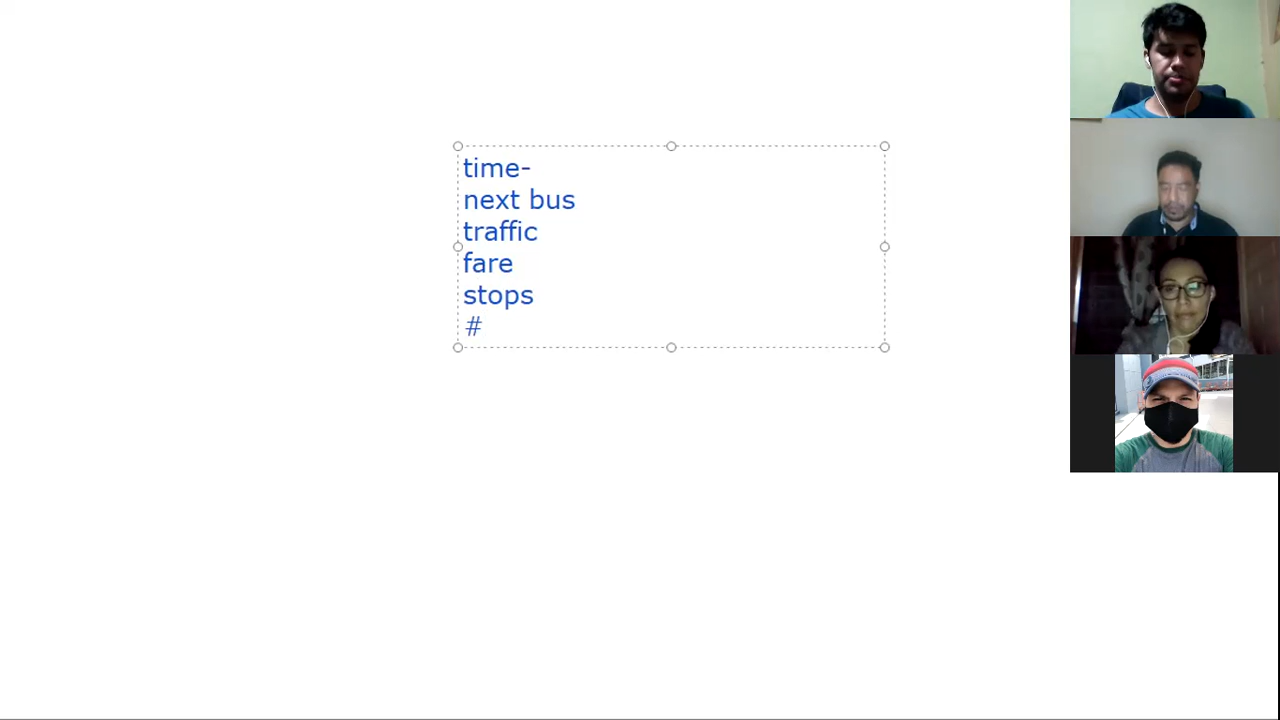 time-
next bus
traffic
fare
stops
#